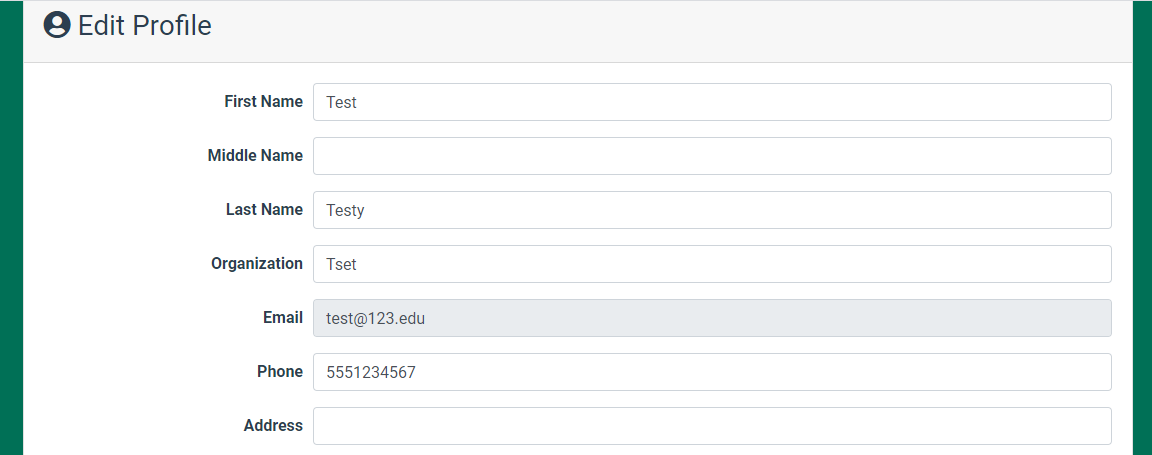 Edit Profile
First Name Test
Middle Name
Last Name Testy
Organization Tset
Email test@123.edu
Phone 5551234567
Address